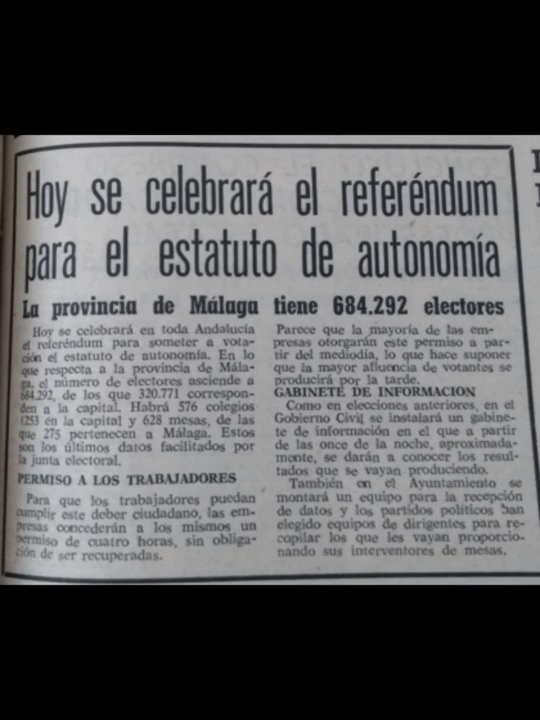 Hoy se celebrará el referéndum
para el estatuto de autonomía
La provincia de Málaga tiene 684.292 electores
Hoy se celebrará en toda Andalucía
el referéndum para someter a vota-
ción el estatuto de autonomía. En lo
que respecta a la provincia de Mála-
ga, el número de electores asciende a
684.292, de los que 320.771 correspon-
den a la capital. Habrá 576 colegios
(253 en la capital y 628 mesas, de las
que 275 pertenecen a Málaga. Estos
son los últimos datos facilitados por
la junta electoral.
PERMISO A LOS TRABAJADORES
Para que los trabajadores puedan
cumplir este deber ciudadano, las em-
presas concederán a los mismos un
permiso de cuatro horas, sin obliga-
ción de ser recuperadas.
Parece que la mayoría de las em-
presas otorgarán este permiso a par-
tir del mediodía, lo que hace suponer
que la mayor afluencia de votantes se
producirá por la tarde.
GABINETE DE INFORMACION
Como en elecciones anteriores, en el
Gobierno Civil se instalará un gabine-
te de información en el que a partir
de las once de la noche, aproximada-
mente, se darán a conocer los resul-
tados que se vayan produciendo.
También en el Ayuntamiento se
montará un equipo para la recepción
de datos y los partidos políticos han
elegido equipos de dirigentes para re-
copilar los que les vayan proporcio-
nando sus interventores de mesas.